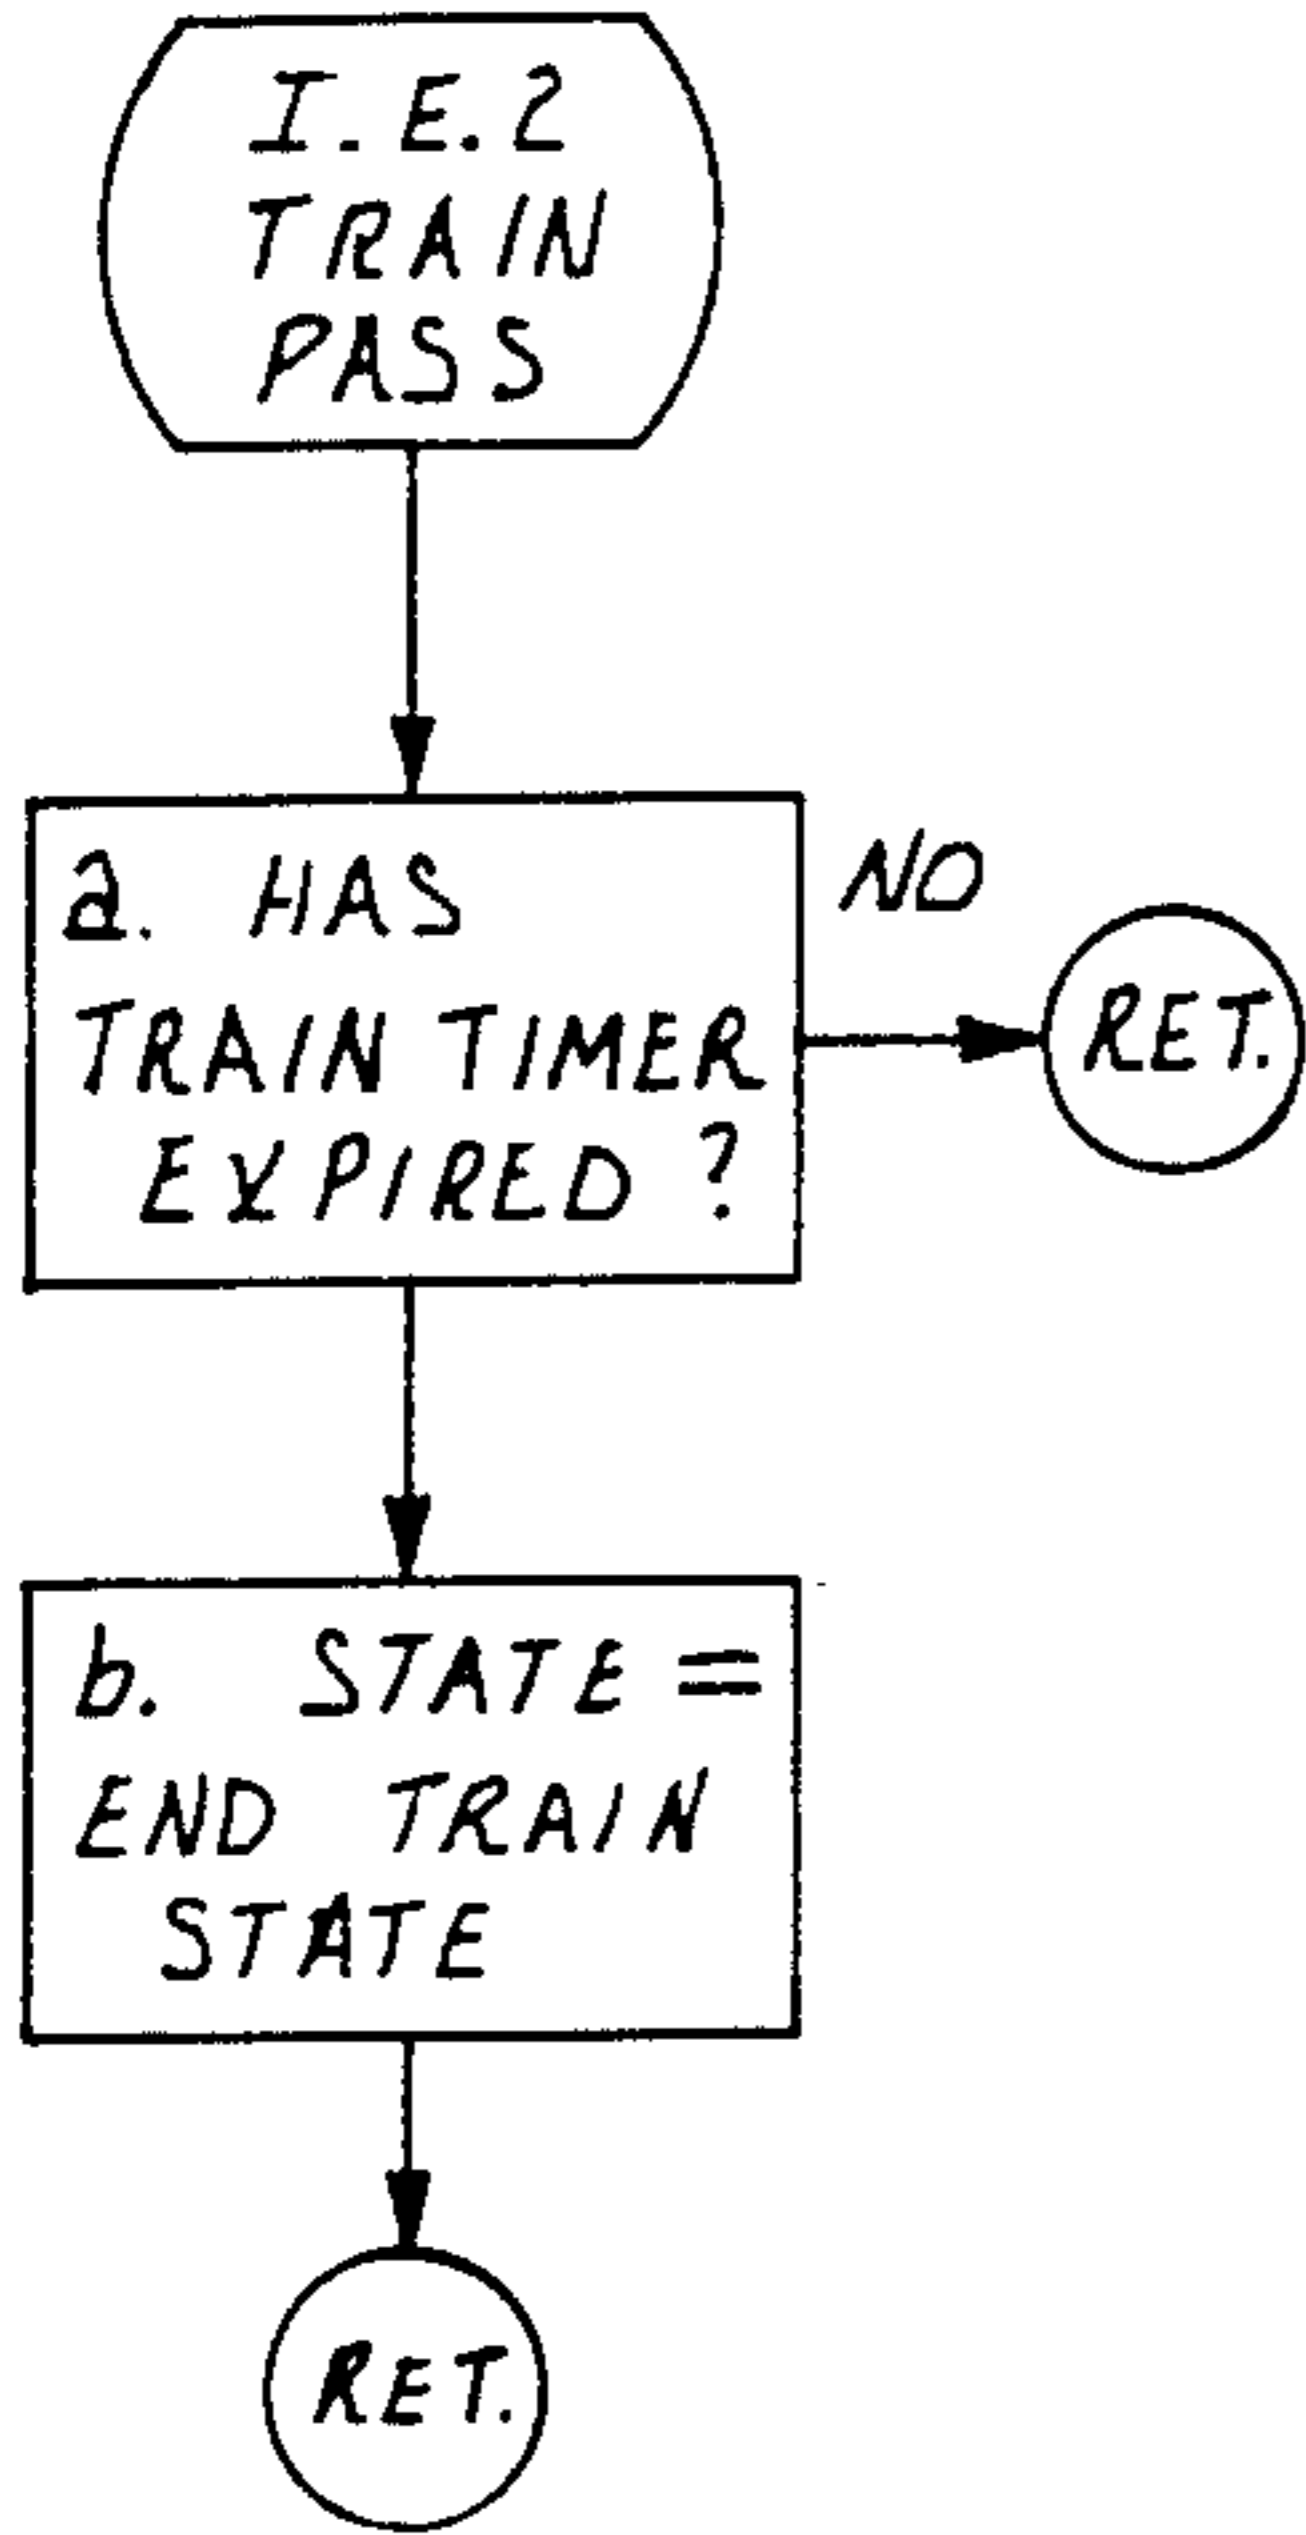 I.E.2
TRAIN
PASS
a. HAS
TRAIN TIMER
EXPIRED?
NO
RET.
b. STATE =
END TRAIN
STATE
RET.